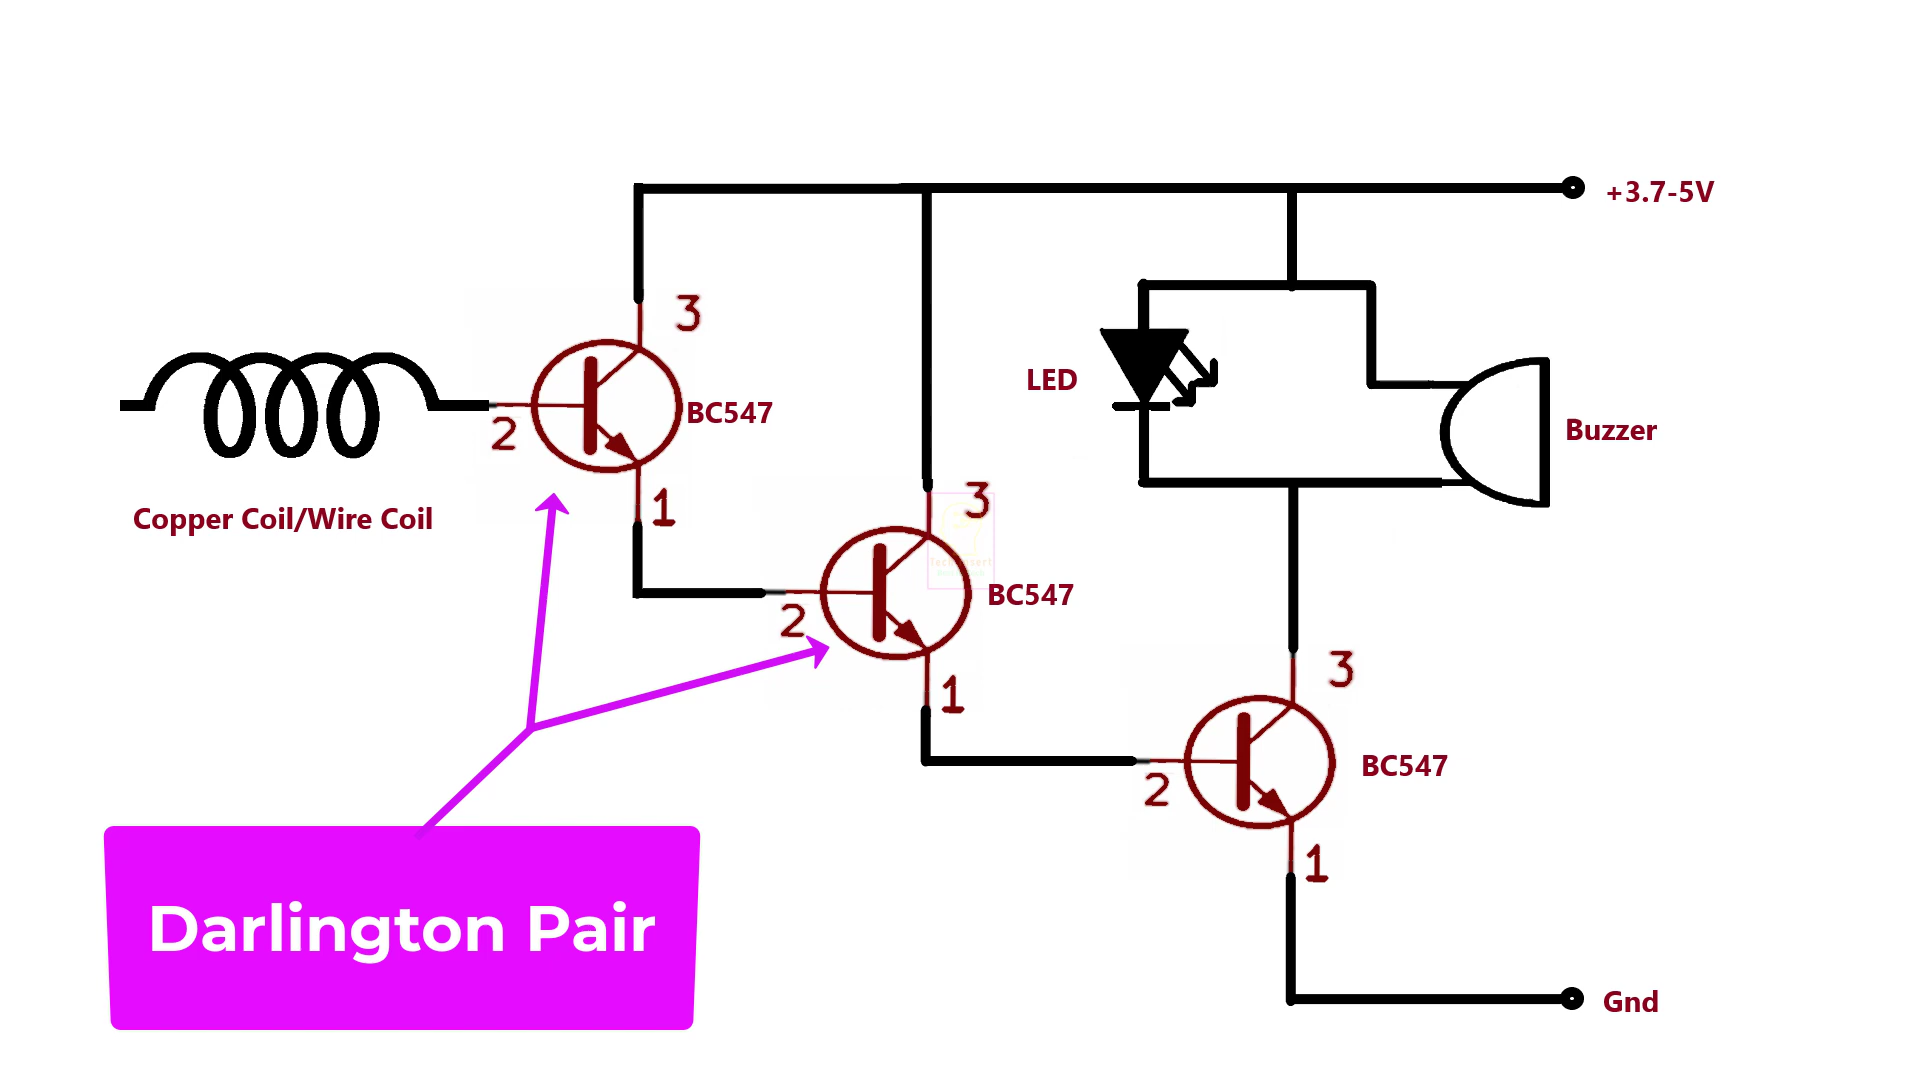 +3.7-5V
3
LED
BC547
2
Buzzer
1
Copper Coil/Wire Coil
3
BC547
2
1
3
BC547
2
1
Darlington Pair
Gnd